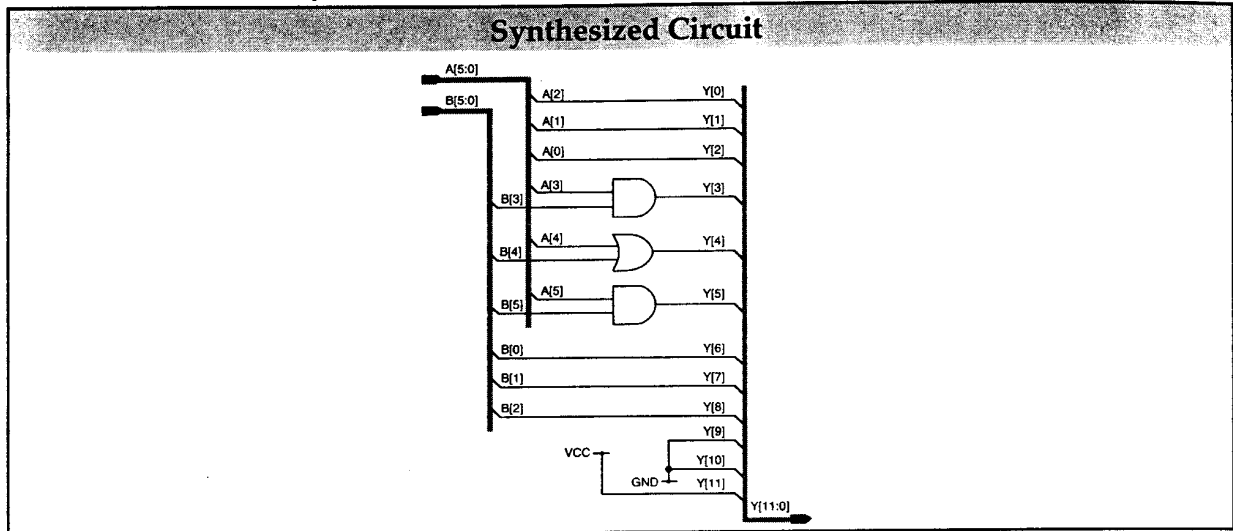 Synthesized Circuit
A[5:0]
B[5:0]
A[2] Y[0]
A[1] Y[1]
A[0] Y[2]
A[3] Y[3]
B[3]
A[4] Y[4]
B[4]
A[5] Y[5]
B[5]
B[0] Y[6]
B[1] Y[7]
B[2] Y[8]
Y[9]
VCC
Y[10]
GND
Y[11]
Y[11:0]